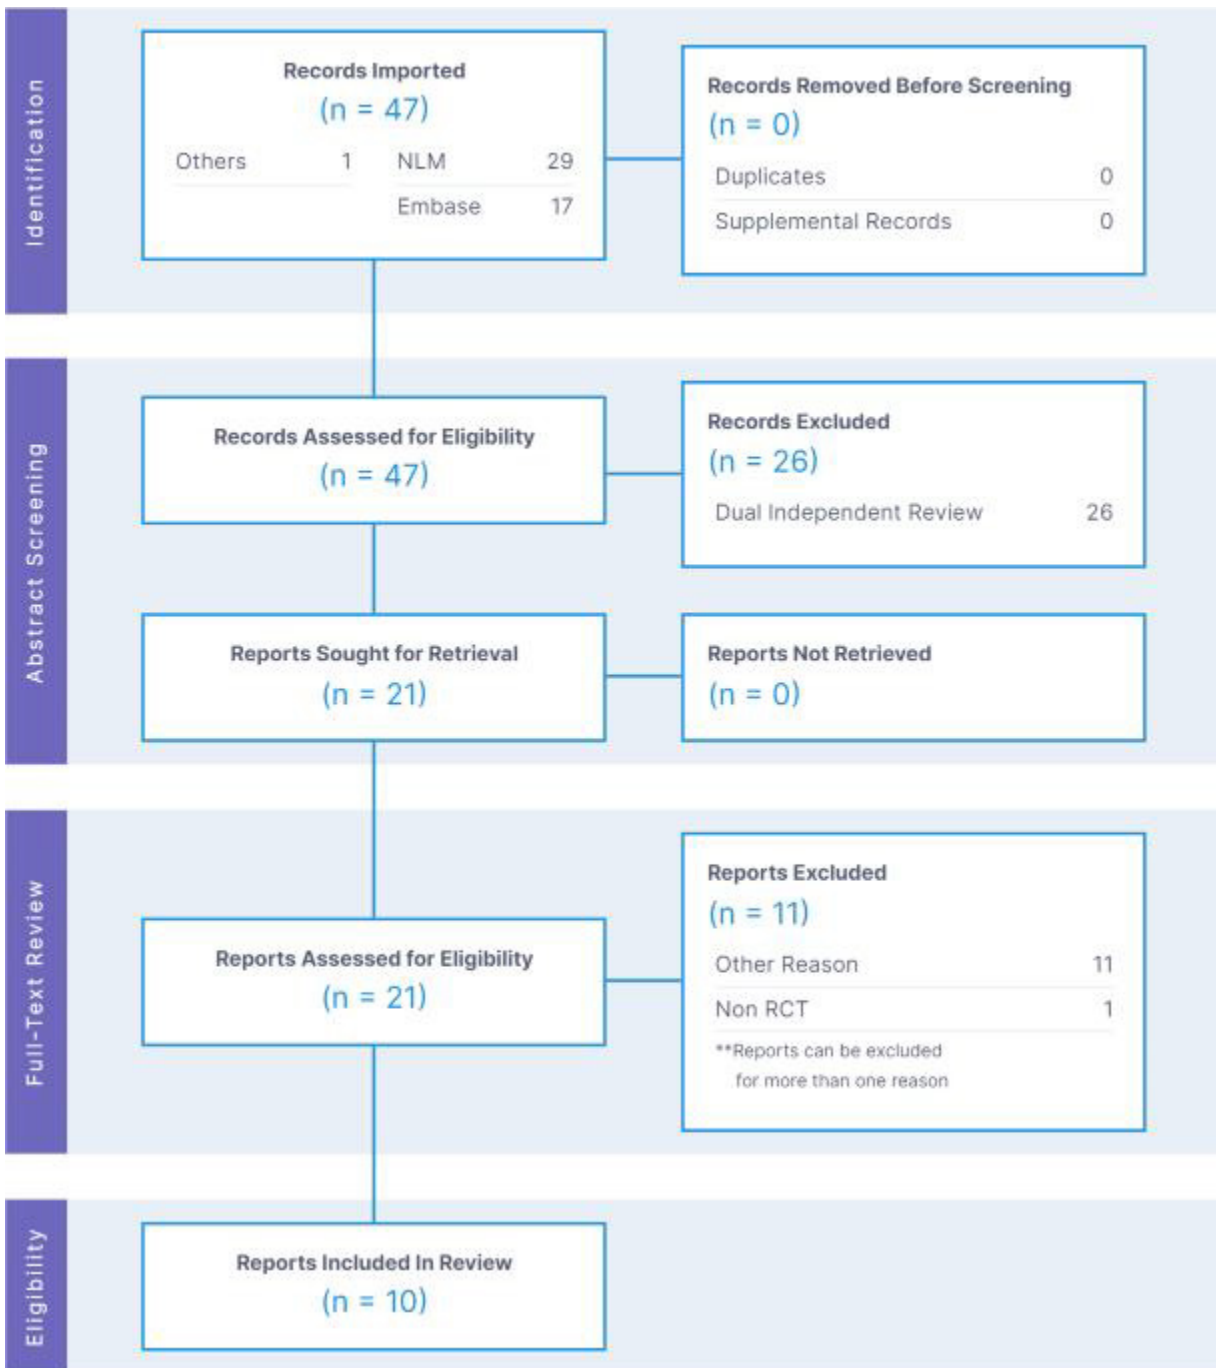 Identification
Records Imported
(n = 47)
Others 1
NLM 29
Embase 17
Records Removed Before Screening
(n = 0)
Duplicates 0
Supplemental Records 0
Abstract Screening
Records Assessed for Eligibility
(n = 47)
Records Excluded
(n = 26)
Dual Independent Review 26
Reports Sought for Retrieval
(n = 21)
Reports Not Retrieved
(n = 0)
Full-Text Review
Reports Assessed for Eligibility
(n = 21)
Reports Excluded
(n = 11)
Other Reason 11
Non RCT 1
**Reports can be excluded
for more than one reason
Eligibility
Reports Included In Review
(n = 10)